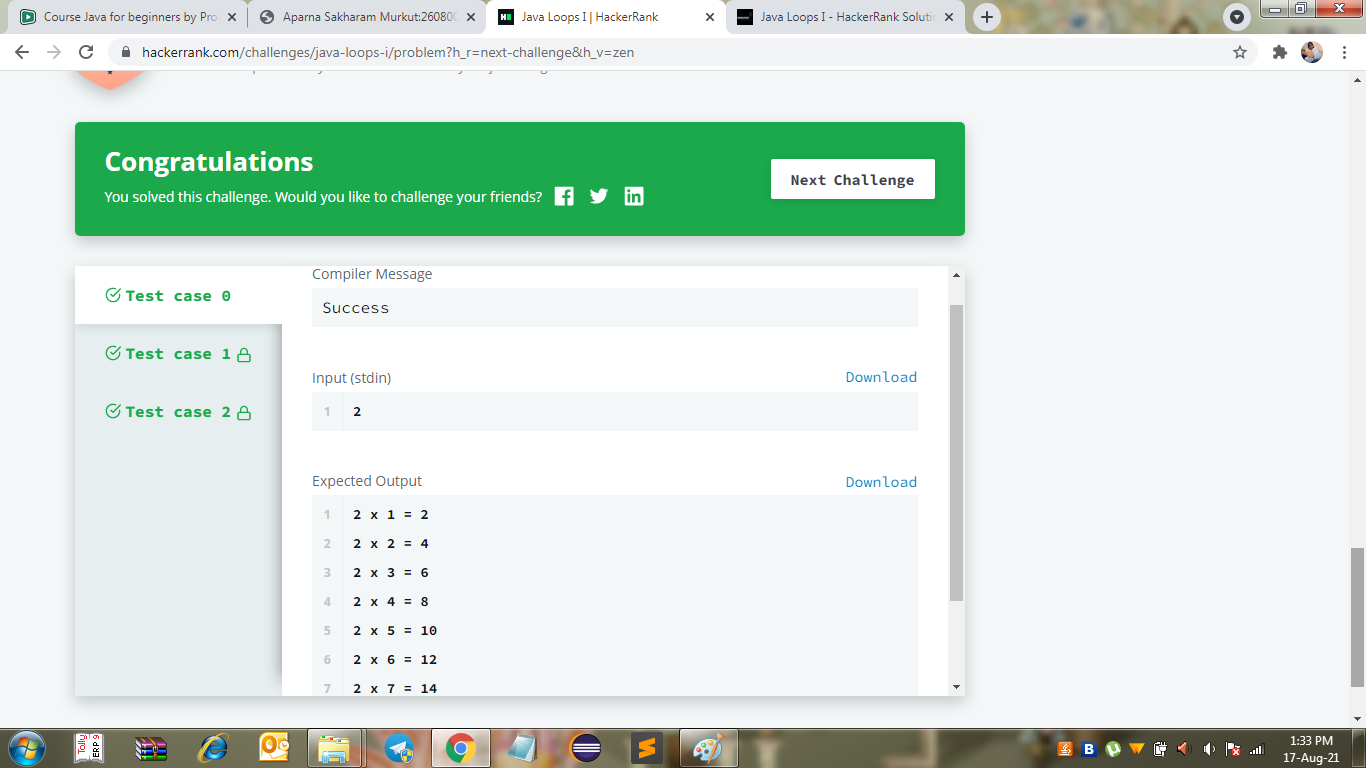 Course Java for beginners by Pro
Aparna Sakharam Murkut:26080
Java Loops I | HackerRank
Java Loops I - HackerRank Soluti
hackerrank.com/challenges/java-loops-i/problem?h_r=next-challenge&h_v=zen
Congratulations
You solved this challenge. Would you like to challenge your friends?
Next Challenge
Test case 0
Test case 1
Test case 2
Compiler Message
Success
Input (stdin)
Download
1 2
Expected Output
Download
1 2 x 1 = 2
2 2 x 2 = 4
3 2 x 3 = 6
4 2 x 4 = 8
5 2 x 5 = 10
6 2 x 6 = 12
7 2 x 7 = 14
Tally
ERP 9
1:33 PM
17-Aug-21